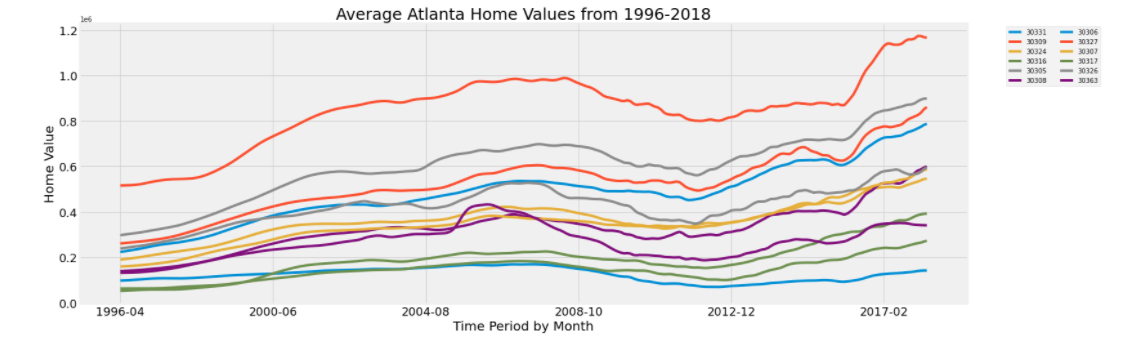 Average Atlanta Home Values from 1996-2018
1e6
1.2
1.0
0.8
0.6
0.4
0.2
0.0
Home Value
1996-04 2000-06 2004-08 2008-10 2012-12 2017-02
Time Period by Month
30331 30306
30309 30327
30324 30307
30316 30317
30305 30326
30308 30363